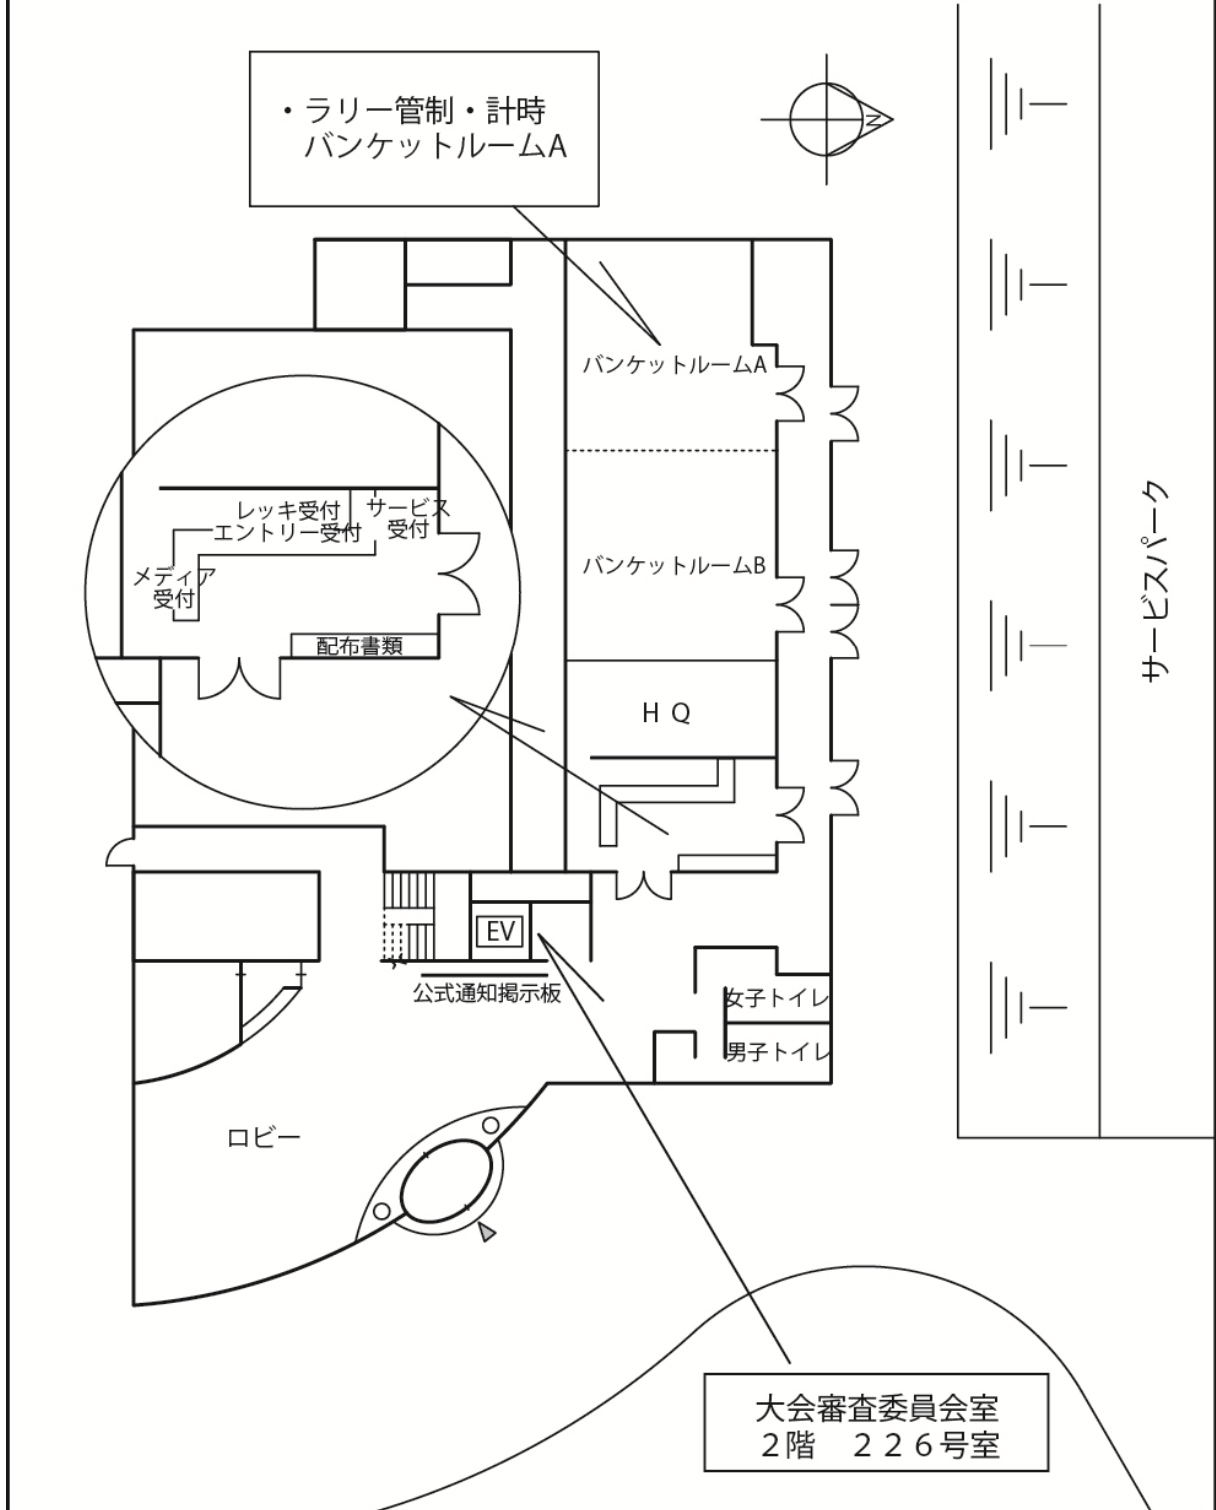 ・ラリー管制・計時
バンケットルームA
N
バンケットルームA
レッキ受付
エントリー受付
サービス
受付
メディア
受付
配布書類
バンケットルームB
サービスパーク
ＨＱ
EV
公式通知掲示板
女子トイレ
男子トイレ
ロビー
大会審査委員会室
２階　２２６号室